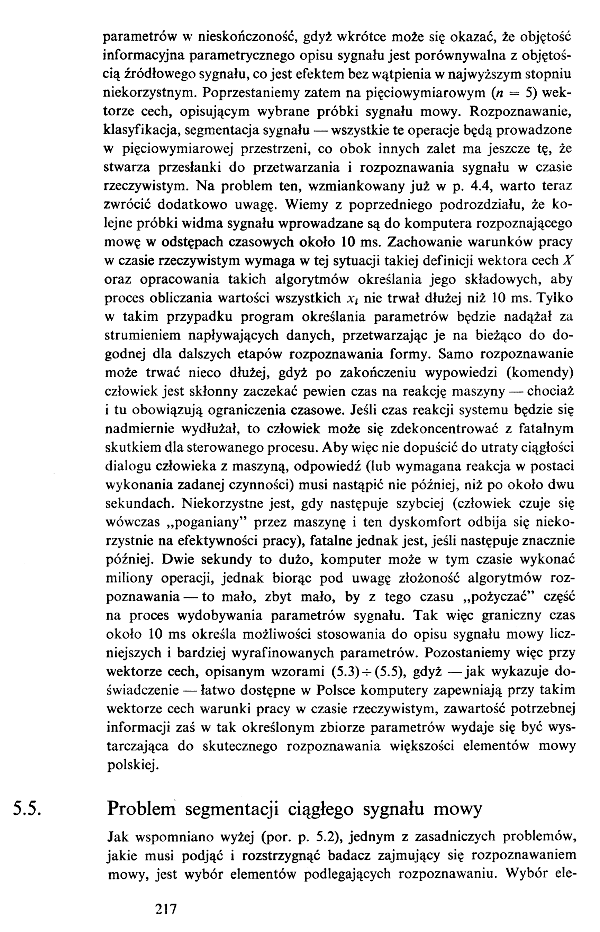 parametrów w nieskończoność, gdyż wkrótce może się okazać, że objętość
informacyjna parametrycznego opisu sygnału jest porównywalna z objętoś-
cią źródłowego sygnału, co jest efektem bez wątpienia w najwyższym stopniu
niekorzystnym. Poprzestaniemy zatem na pięciowymiarowym (n = 5) wek-
torze cech, opisującym wybrane próbki sygnału mowy. Rozpoznawanie,
klasyfikacja, segmentacja sygnału — wszystkie te operacje będą prowadzone
w pięciowymiarowej przestrzeni, co obok innych zalet ma jeszcze tę, że
stwarza przesłanki do przetwarzania i rozpoznawania sygnału w czasie
rzeczywistym. Na problem ten, wzmiankowany już w p. 4.4, warto teraz
zwrócić dodatkowo uwagę. Wiemy z poprzedniego podrozdziału, że ko-
lejne próbki widma sygnału wprowadzane są do komputera rozpoznającego
mowę w odstępach czasowych około 10 ms. Zachowanie warunków pracy
w czasie rzeczywistym wymaga w tej sytuacji takiej definicji wektora cech X
oraz opracowania takich algorytmów określania jego składowych, aby
proces obliczania wartości wszystkich xᵢ nie trwał dłużej niż 10 ms. Tylko
w takim przypadku program określania parametrów będzie nadążał za
strumieniem napływających danych, przetwarzając je na bieżąco do do-
godnej dla dalszych etapów rozpoznawania formy. Samo rozpoznawanie
może trwać nieco dłużej, gdyż po zakończeniu wypowiedzi (komendy)
człowiek jest skłonny zaczekać pewien czas na reakcję maszyny — chociaż
i tu obowiązują ograniczenia czasowe. Jeśli czas reakcji systemu będzie się
nadmiernie wydłużał, to człowiek może się zdekoncentrować z fatalnym
skutkiem dla sterowanego procesu. Aby więc nie dopuścić do utraty ciągłości
dialogu człowieka z maszyną, odpowiedź (lub wymagana reakcja w postaci
wykonania zadanej czynności) musi nastąpić nie później, niż po około dwu
sekundach. Niekorzystne jest, gdy następuje szybciej (człowiek czuje się
wówczas „poganiany” przez maszynę i ten dyskomfort odbija się nieko-
rzystnie na efektywności pracy), fatalne jednak jest, jeśli następuje znacznie
później. Dwie sekundy to dużo, komputer może w tym czasie wykonać
miliony operacji, jednak biorąc pod uwagę złożoność algorytmów roz-
poznawania — to mało, zbyt mało, by z tego czasu „pożyczać” część
na proces wydobywania parametrów sygnału. Tak więc graniczny czas
około 10 ms określa możliwości stosowania do opisu sygnału mowy licz-
niejszych i bardziej wyrafinowanych parametrów. Pozostaniemy więc przy
wektorze cech, opisanym wzorami (5.3)÷(5.5), gdyż — jak wykazuje do-
świadczenie — łatwo dostępne w Polsce komputery zapewniają przy takim
wektorze cech warunki pracy w czasie rzeczywistym, zawartość potrzebnej
informacji zaś w tak określonym zbiorze parametrów wydaje się być wys-
tarczająca do skutecznego rozpoznawania większości elementów mowy
polskiej.
5.5. Problem segmentacji ciągłego sygnału mowy
Jak wspomniano wyżej (por. p. 5.2), jednym z zasadniczych problemów,
jakie musi podjąć i rozstrzygnąć badacz zajmujący się rozpoznawaniem
mowy, jest wybór elementów podlegających rozpoznawaniu. Wybór ele-
217